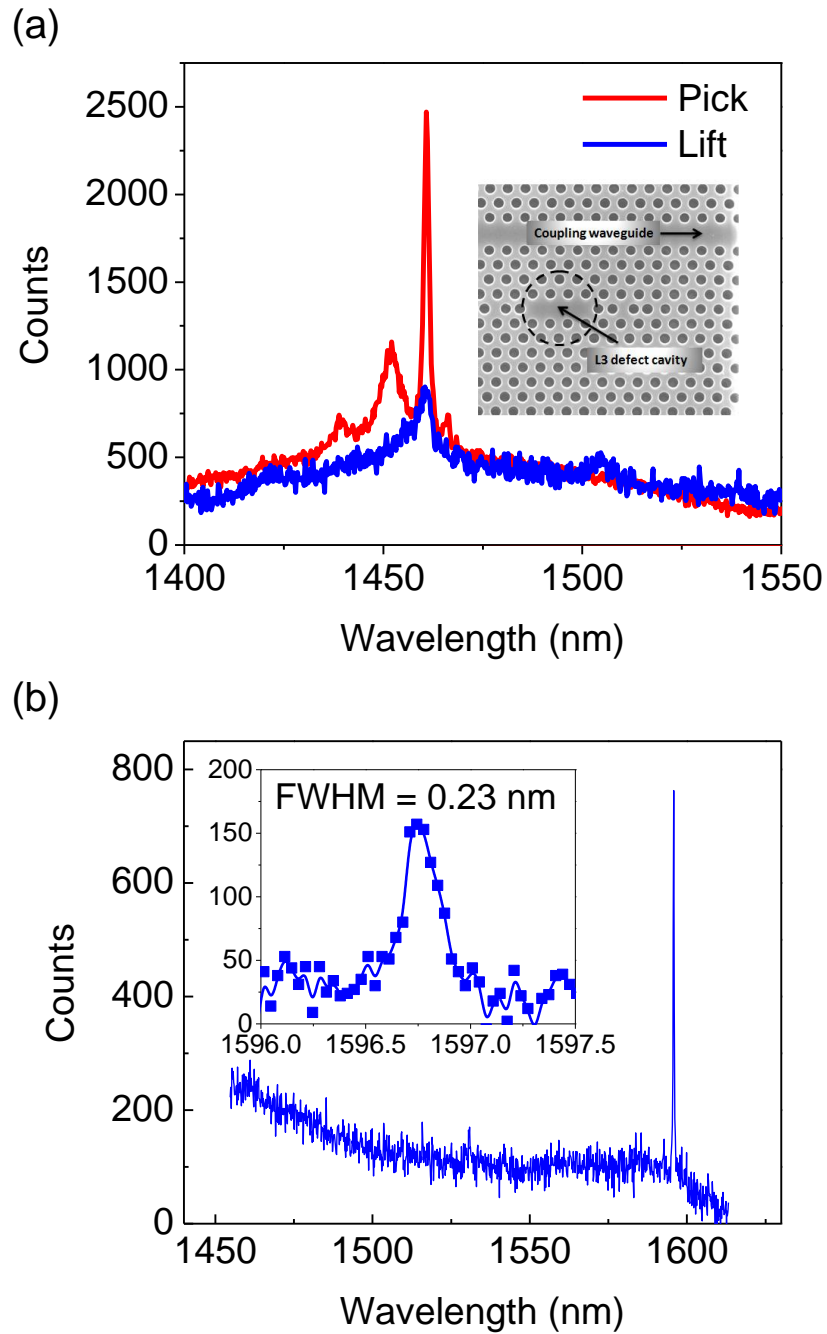 (a)
2500
2000
1500
1000
500
0
Counts
Pick
Lift
Coupling waveguide
L3 defect cavity
1400 1450 1500 1550
Wavelength (nm)
(b)
800
600
400
200
0
Counts
200
150
100
50
0
FWHM = 0.23 nm
1596.0 1596.5 1597.0 1597.5
1450 1500 1550 1600
Wavelength (nm)